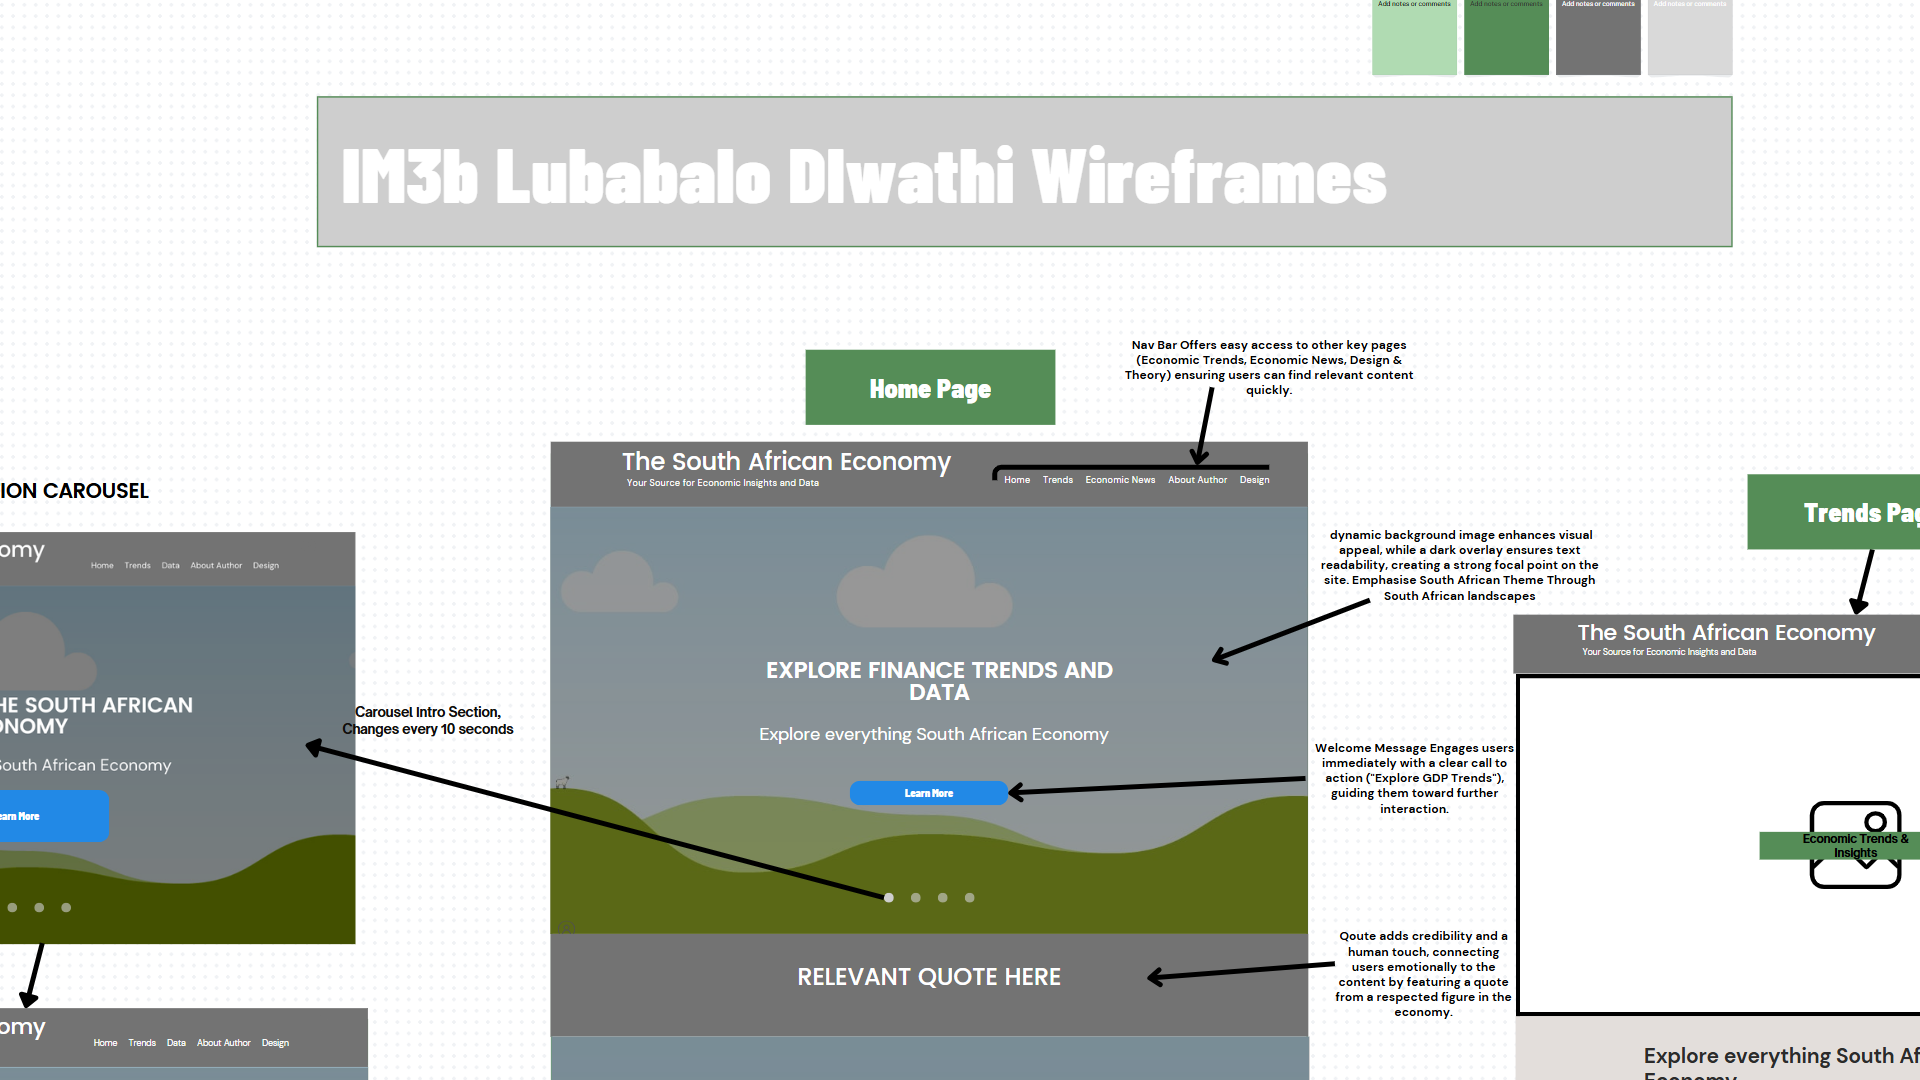 Add notes or comments
Add notes or comments
Add notes or comments
Add notes or comments
IM3b Lubabalo Dlwathi Wireframes
Home Page
Nav Bar Offers easy access to other key pages
(Economic Trends, Economic News, Design &
Theory) ensuring users can find relevant content
quickly.
The South African Economy
Your Source for Economic Insights and Data
Home Trends Economic News About Author Design
EXPLORE FINANCE TRENDS AND
DATA
Explore everything South African Economy
Learn More
RELEVANT QUOTE HERE
ION CAROUSEL
omy
Home Trends Data About Author Design
HE SOUTH AFRICAN
ONOMY
South African Economy
earn More
Carousel Intro Section,
Changes every 10 seconds
omy
Home Trends Data About Author Design
dynamic background image enhances visual
appeal, while a dark overlay ensures text
readability, creating a strong focal point on the
site. Emphasise South African Theme Through
South African landscapes
Welcome Message Engages users
immediately with a clear call to
action ("Explore GDP Trends"),
guiding them toward further
interaction.
Qoute adds credibility and a
human touch, connecting
users emotionally to the
content by featuring a quote
from a respected figure in the
economy.
Trends Pag
The South African Economy
Your Source for Economic Insights and Data
Economic Trends &
Insights
Explore everything South Af
Economy